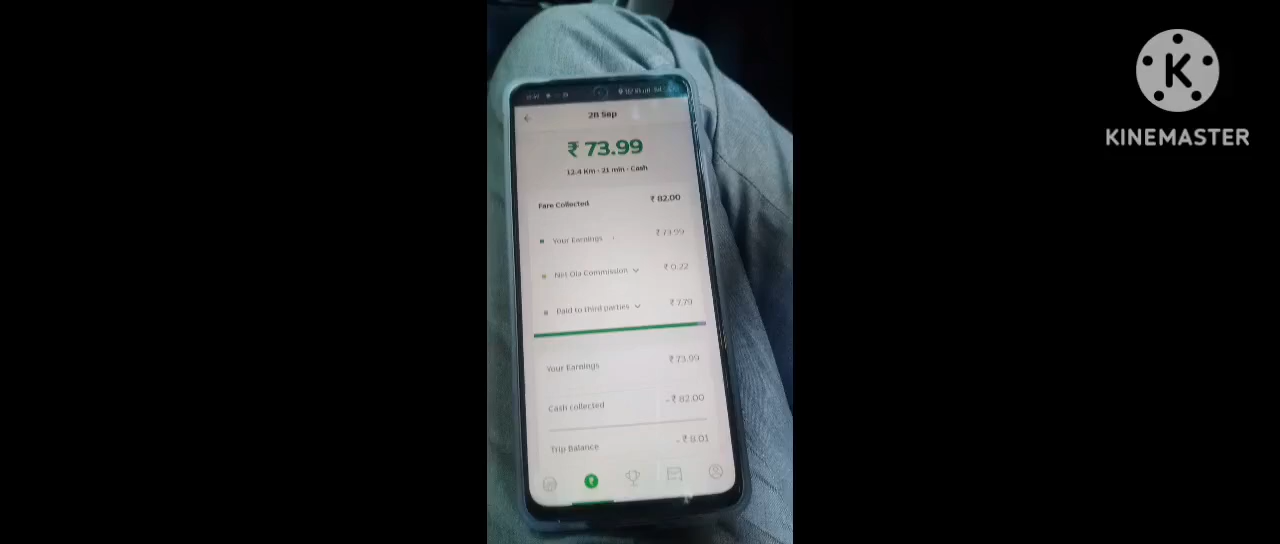 28 Sep
₹ 73.99
12.4 Km · 21 min · Cash
Fare Collected ₹ 82.00
Your Earnings ₹ 73.99
Net Ola Commission ₹ 0.22
Paid to third parties ₹ 7.79
Your Earnings ₹ 73.99
Cash collected - ₹ 82.00
Trip Balance - ₹ 8.01
K
KINEMASTER